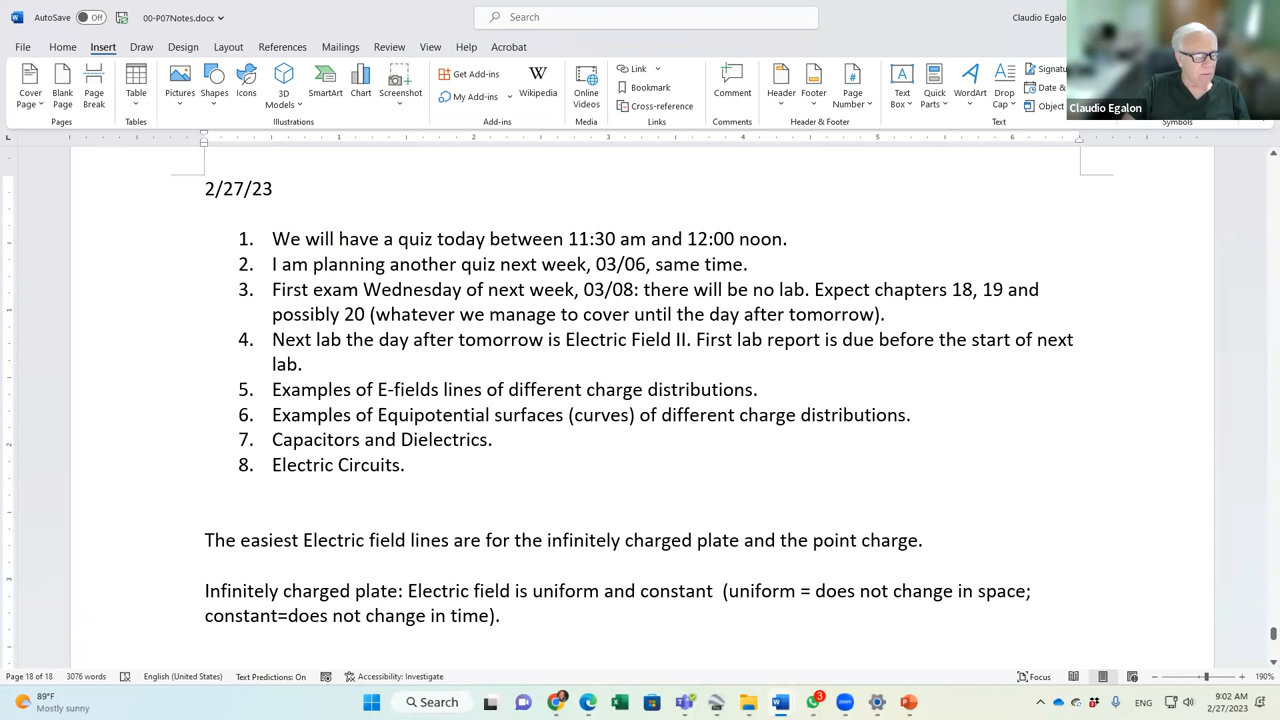 AutoSave Off 00-P07Notes.docx Search Claudio Egalon
File Home Insert Draw Design Layout References Mailings Review View Help Acrobat
Cover Page Blank Page Page Break Table Pictures Shapes Icons 3D Models SmartArt Chart Screenshot Get Add-ins My Add-ins Wikipedia Online Videos Link Bookmark Cross-reference Comment Header Footer Page Number Text Box Quick Parts WordArt Drop Cap Signatu Date & Object
Pages Tables Illustrations Add-ins Media Links Comments Header & Footer Text Symbols
Claudio Egalon
1 2 3 4 5 6
2/27/23
1. We will have a quiz today between 11:30 am and 12:00 noon.
2. I am planning another quiz next week, 03/06, same time.
3. First exam Wednesday of next week, 03/08: there will be no lab. Expect chapters 18, 19 and
possibly 20 (whatever we manage to cover until the day after tomorrow).
4. Next lab the day after tomorrow is Electric Field II. First lab report is due before the start of next
lab.
5. Examples of E-fields lines of different charge distributions.
6. Examples of Equipotential surfaces (curves) of different charge distributions.
7. Capacitors and Dielectrics.
8. Electric Circuits.
The easiest Electric field lines are for the infinitely charged plate and the point charge.
Infinitely charged plate: Electric field is uniform and constant (uniform = does not change in space;
constant=does not change in time).
Page 18 of 18 3076 words English (United States) Text Predictions: On Accessibility: Investigate Focus 190%
89°F
Mostly sunny
Search
3
ENG
9:02 AM
2/27/2023